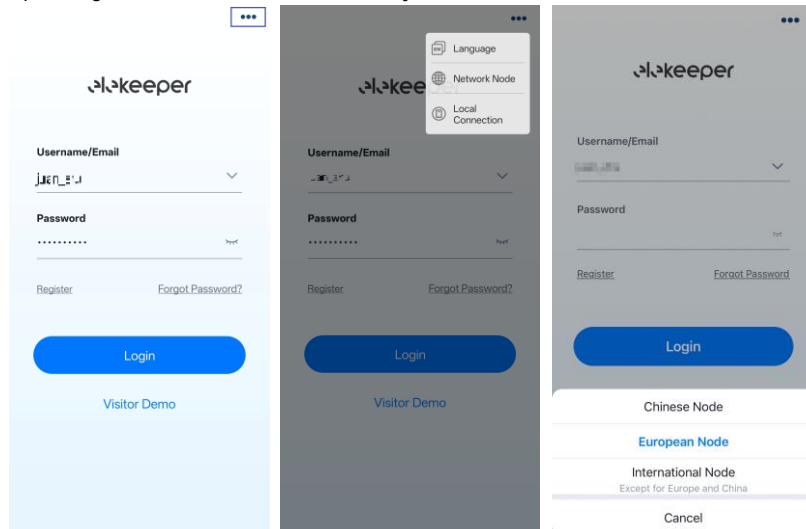 elekeeper
Username/Email
Password
••••••••••
Register
Forgot Password?
Login
Visitor Demo
Language
Network Node
Local
Connection
elekee
Username/Email
Password
••••••••••
Register
Forgot Password?
Login
Visitor Demo
elekeeper
Username/Email
Password
Register
Forgot Password
Login
Chinese Node
European Node
International Node
Except for Europe and China
Cancel